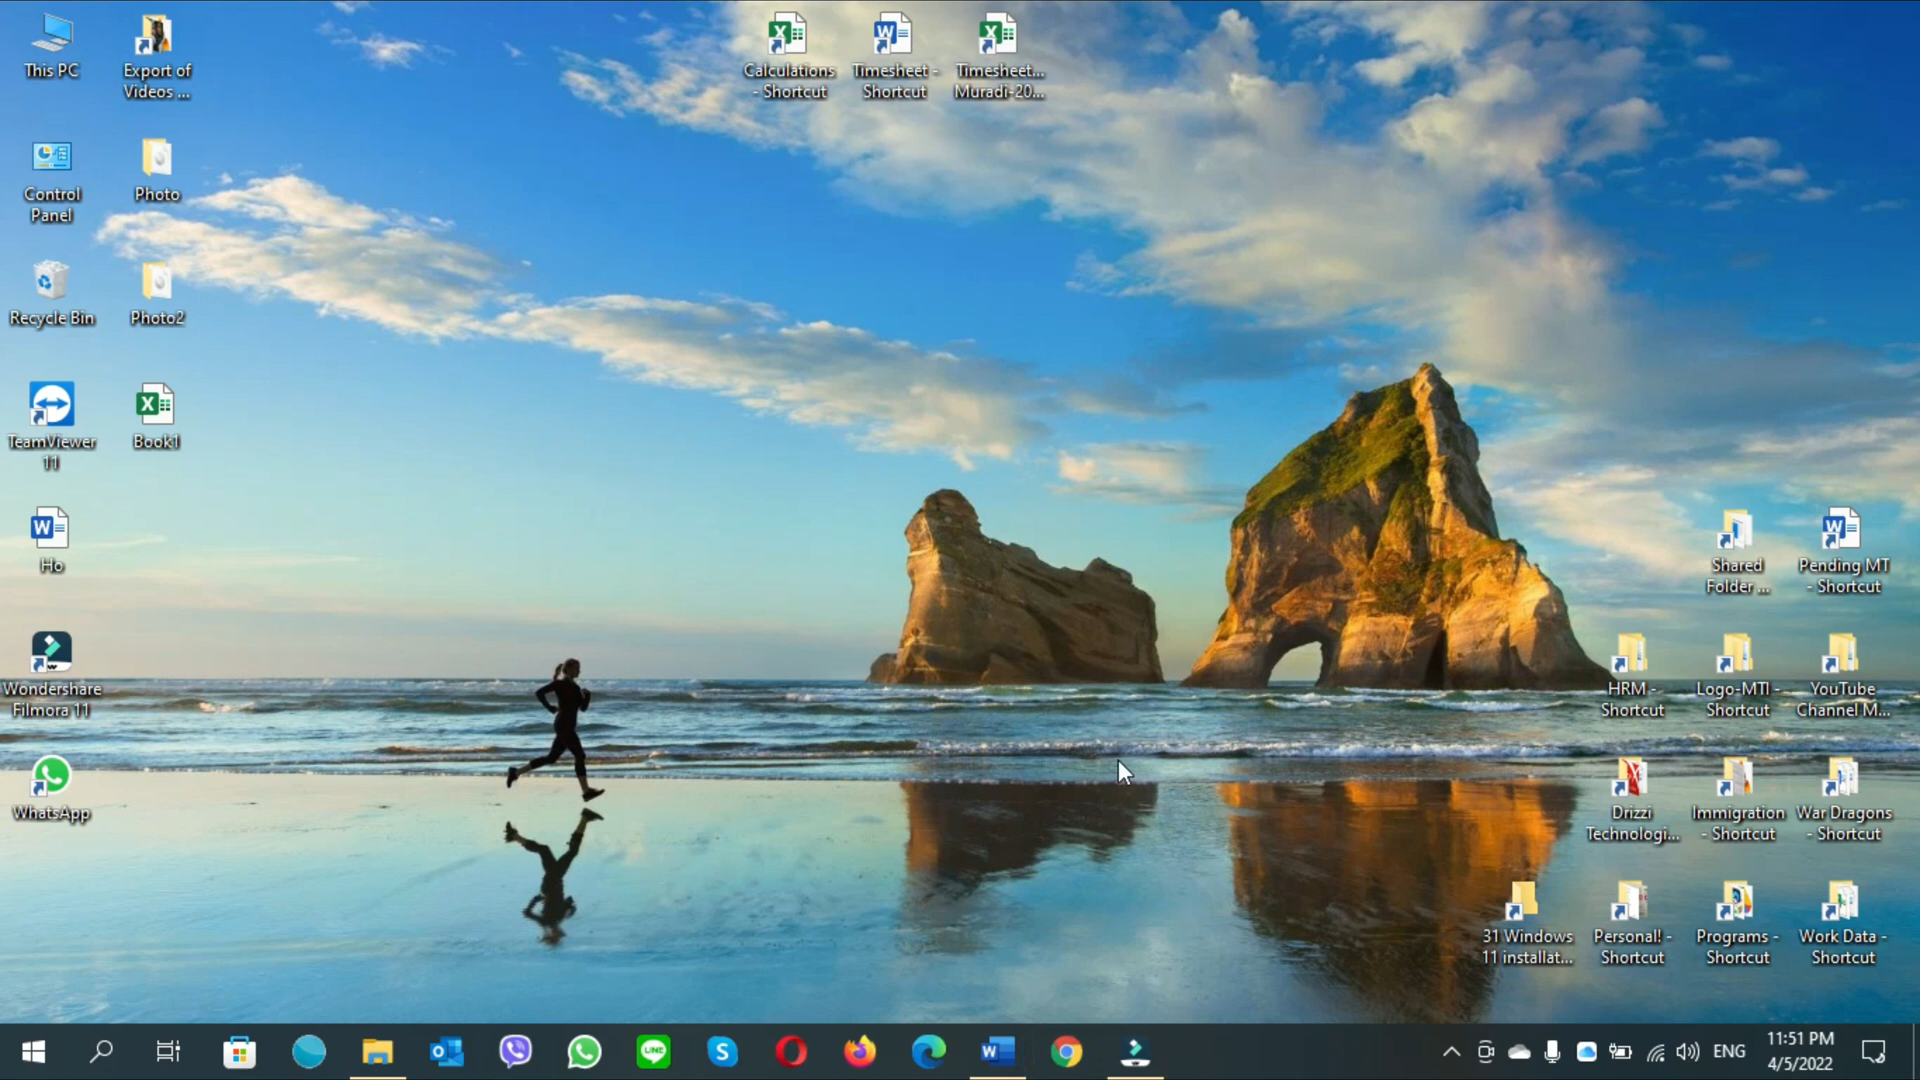 This PC
Export of
Videos ...
Calculations
- Shortcut
Timesheet -
Shortcut
Timesheet...
Muradi-20...
Control
Panel
Photo
Recycle Bin
Photo2
TeamViewer
11
Book1
Ho
Shared
Folder ...
Pending MT
- Shortcut
Wondershare
Filmora 11
HRM -
Shortcut
Logo-MTI -
Shortcut
YouTube
Channel M...
WhatsApp
Drizzi
Technologi...
Immigration
- Shortcut
War Dragons
- Shortcut
31 Windows
11 installat...
Personal! -
Shortcut
Programs -
Shortcut
Work Data -
Shortcut
LINE
ENG
11:51 PM
4/5/2022